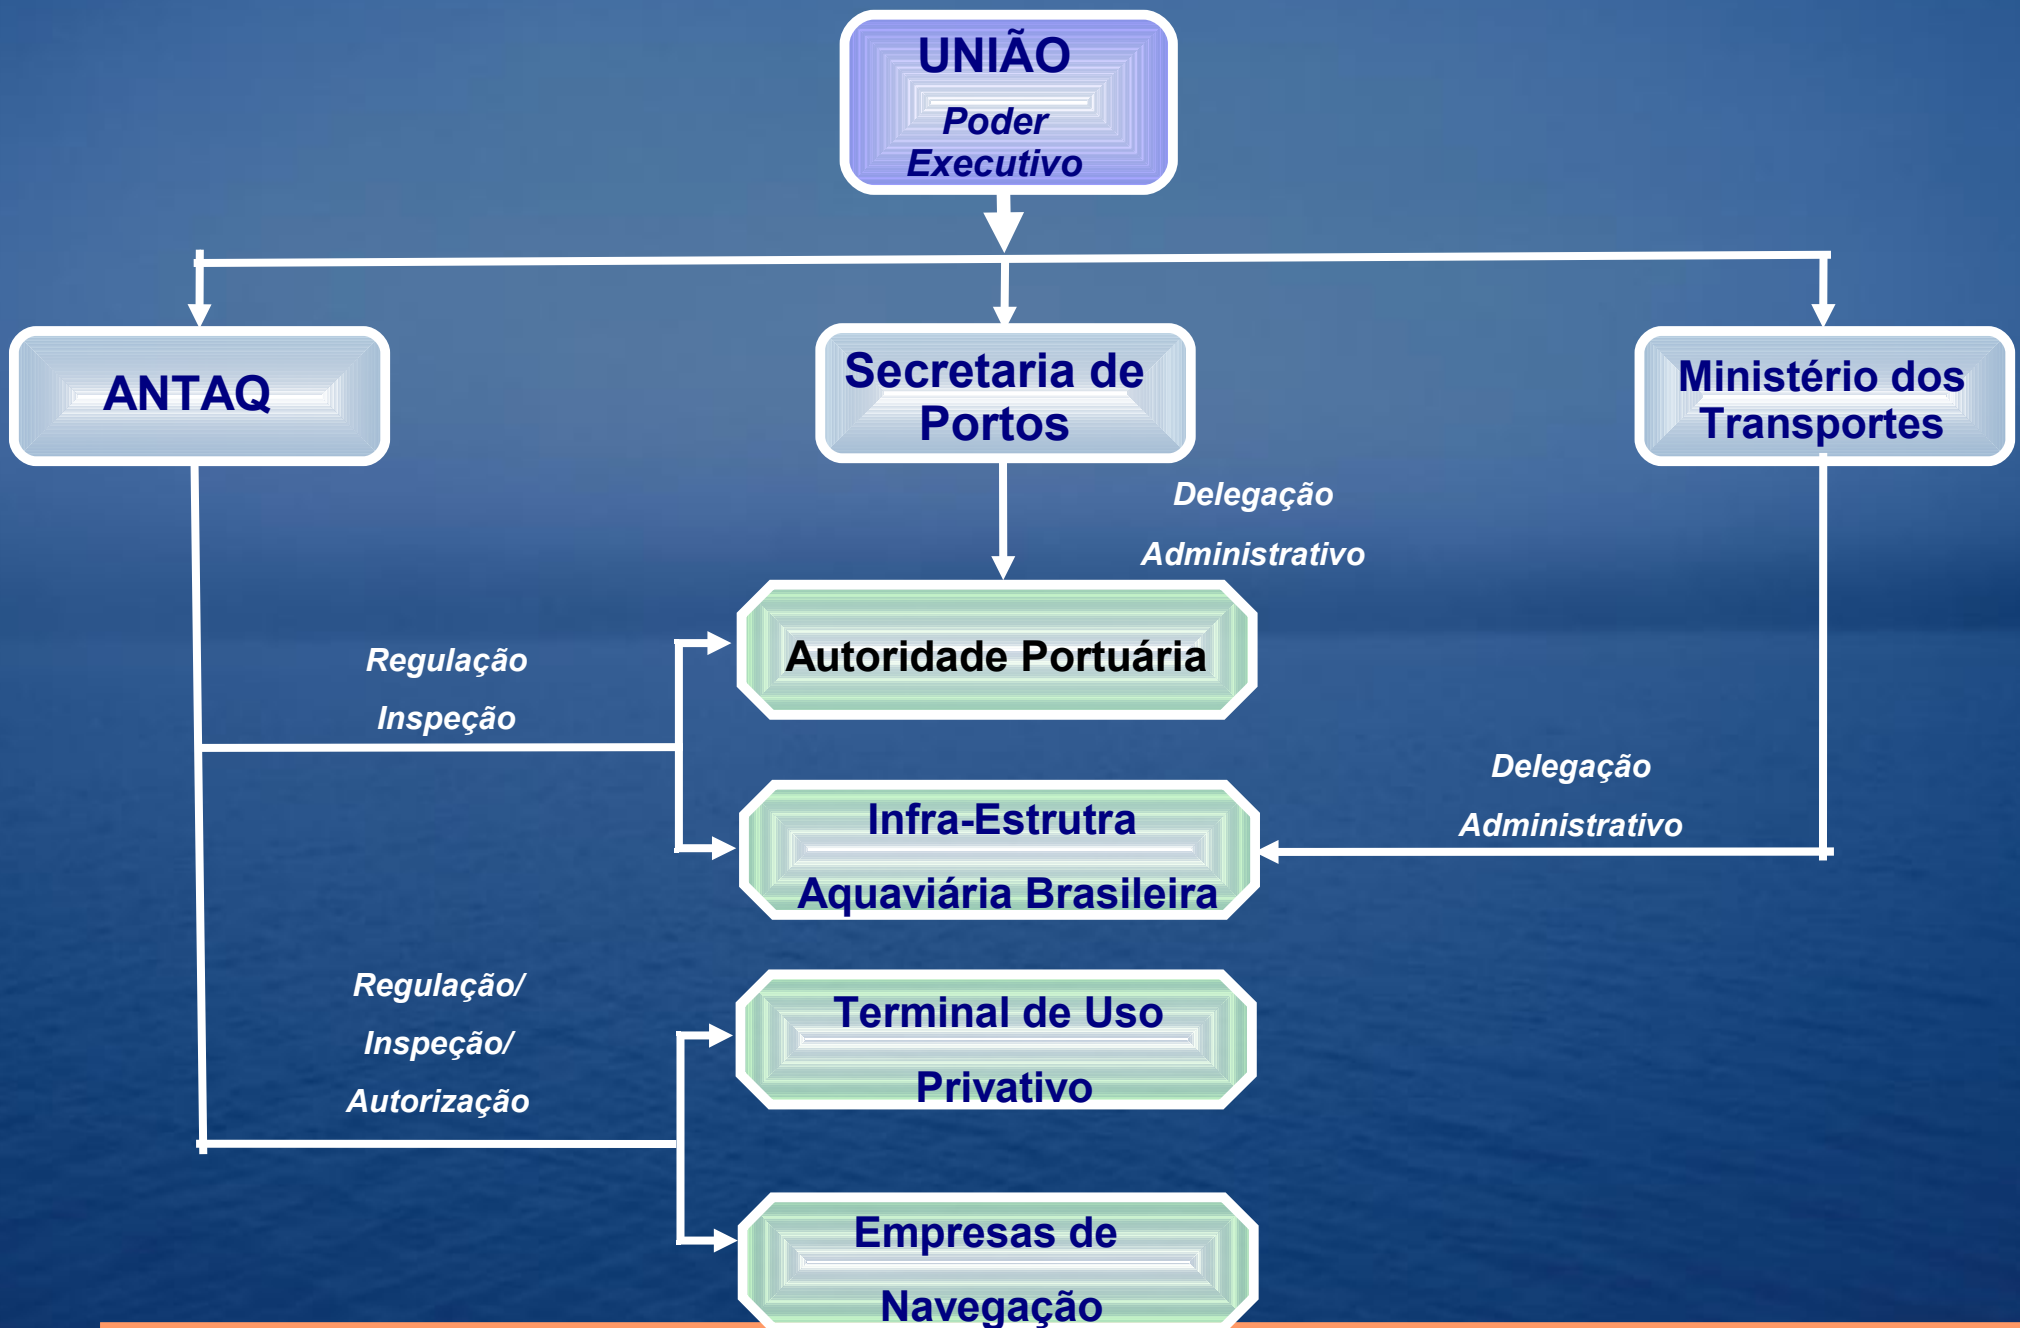 UNIÃO
Poder
Executivo
ANTAQ
Secretaria de
Portos
Ministério dos
Transportes
Delegação
Administrativo
Autoridade Portuária
Regulação
Inspeção
Delegação
Administrativo
Infra-Estrutra
Aquaviária Brasileira
Regulação/
Inspeção/
Autorização
Terminal de Uso
Privativo
Empresas de
Navegação